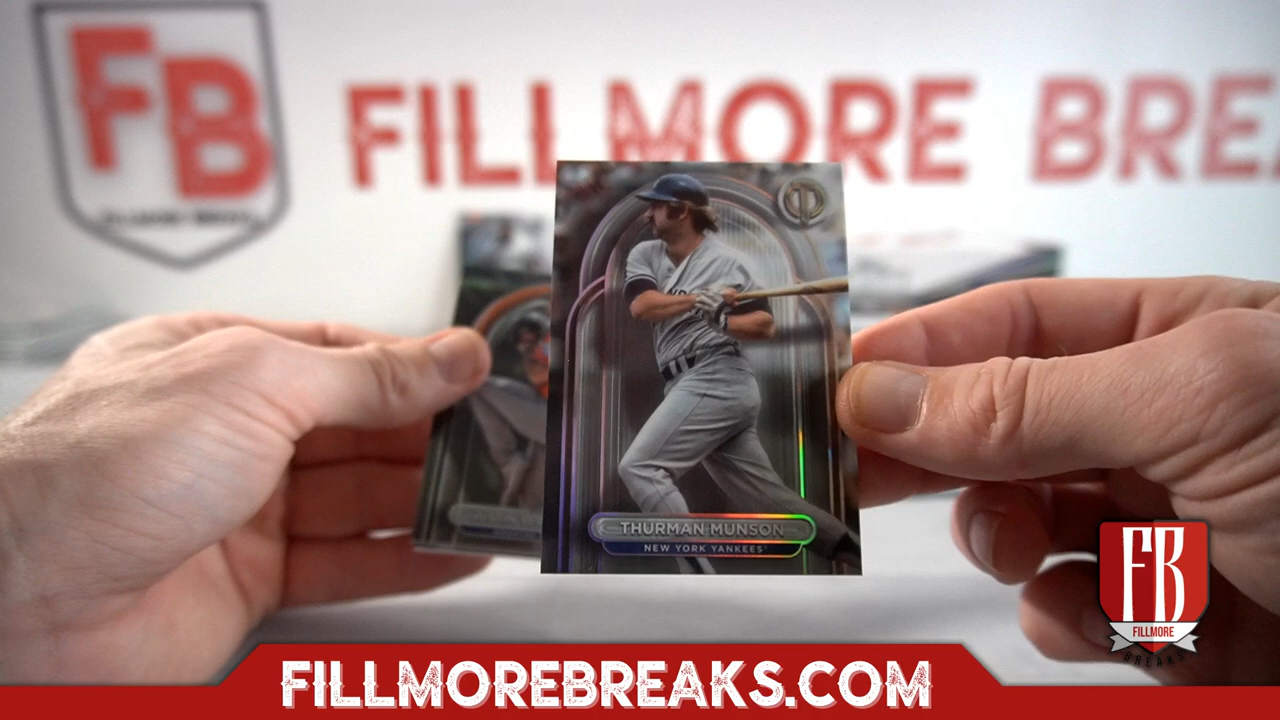 FB
FILLMORE BREA
THURMAN MUNSON
NEW YORK YANKEES
FB
FILLMORE
BREAKS
FILLMOREBREAKS.COM